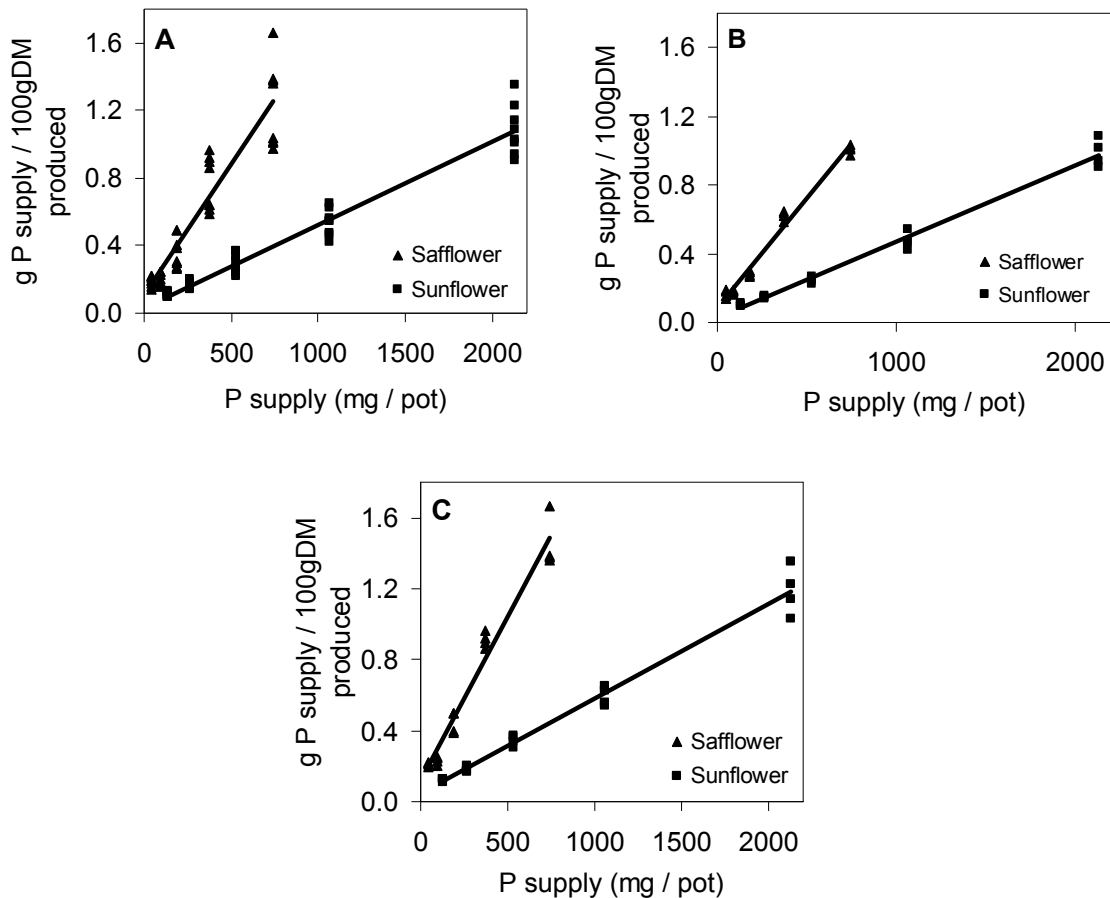 A
g P supply / 100gDM
produced
1.6
1.2
0.8
0.4
0.0
Safflower
Sunflower
0 500 1000 1500 2000
P supply (mg / pot)
B
g P supply / 100gDM
produced
1.6
1.2
0.8
0.4
0.0
Safflower
Sunflower
0 1000 2000
P supply (mg / pot)
C
g P supply / 100gDM
produced
1.6
1.2
0.8
0.4
0.0
Safflower
Sunflower
0 500 1000 1500 2000
P supply (mg / pot)